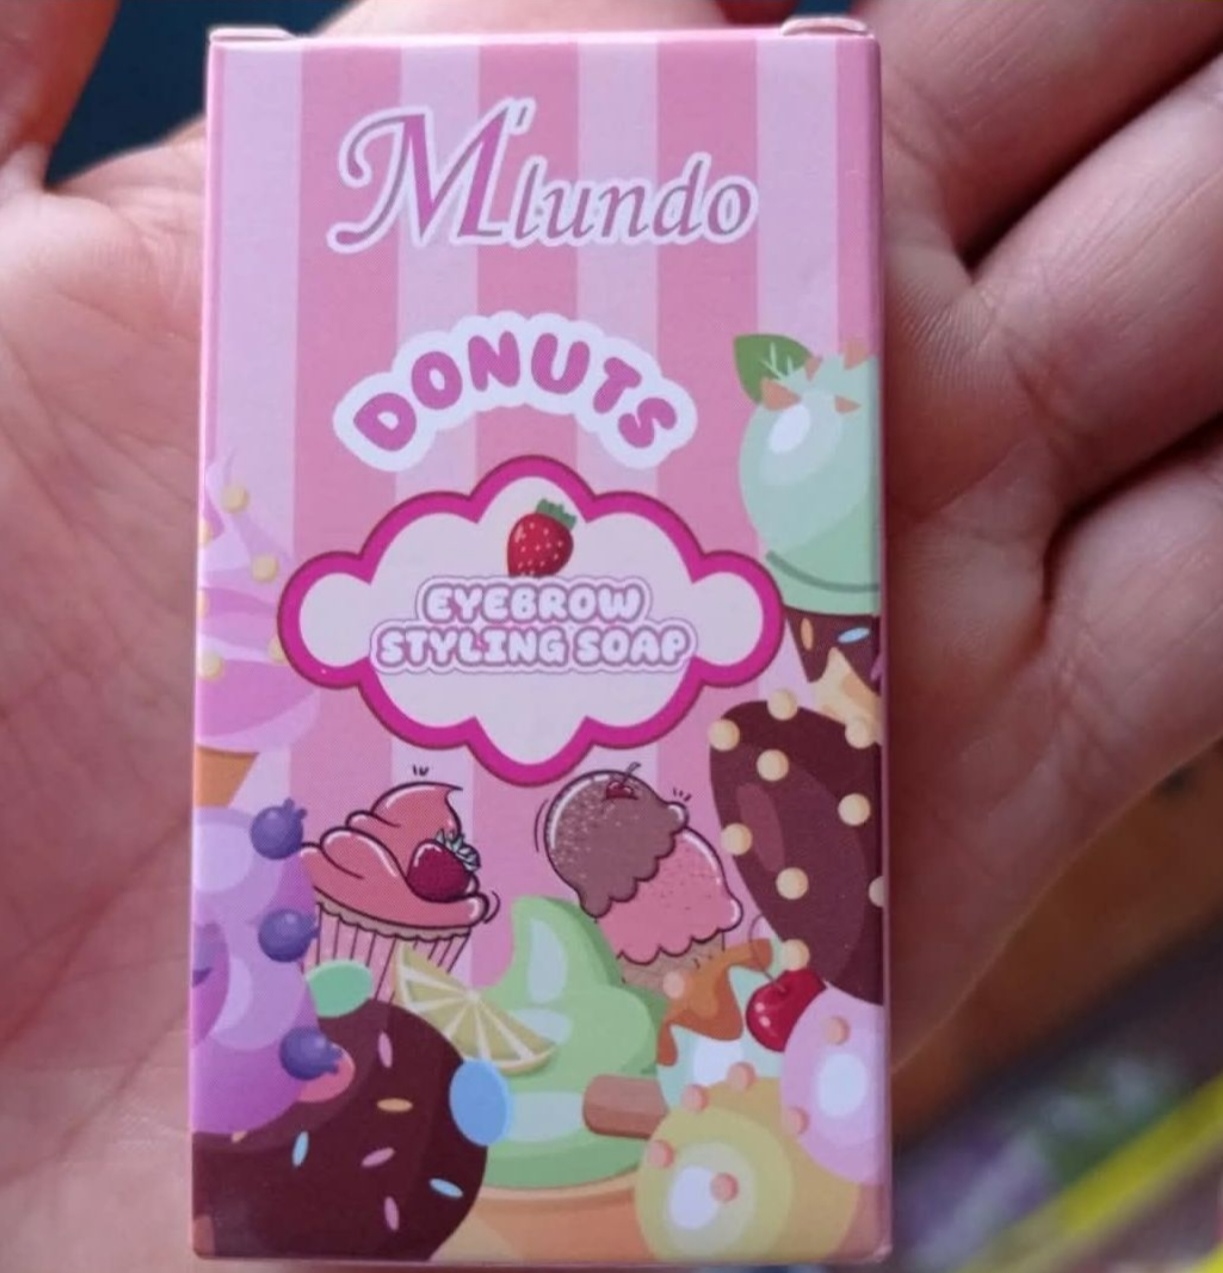 M'lundo
DONUTS
EYEBROW
STYLING SOAP